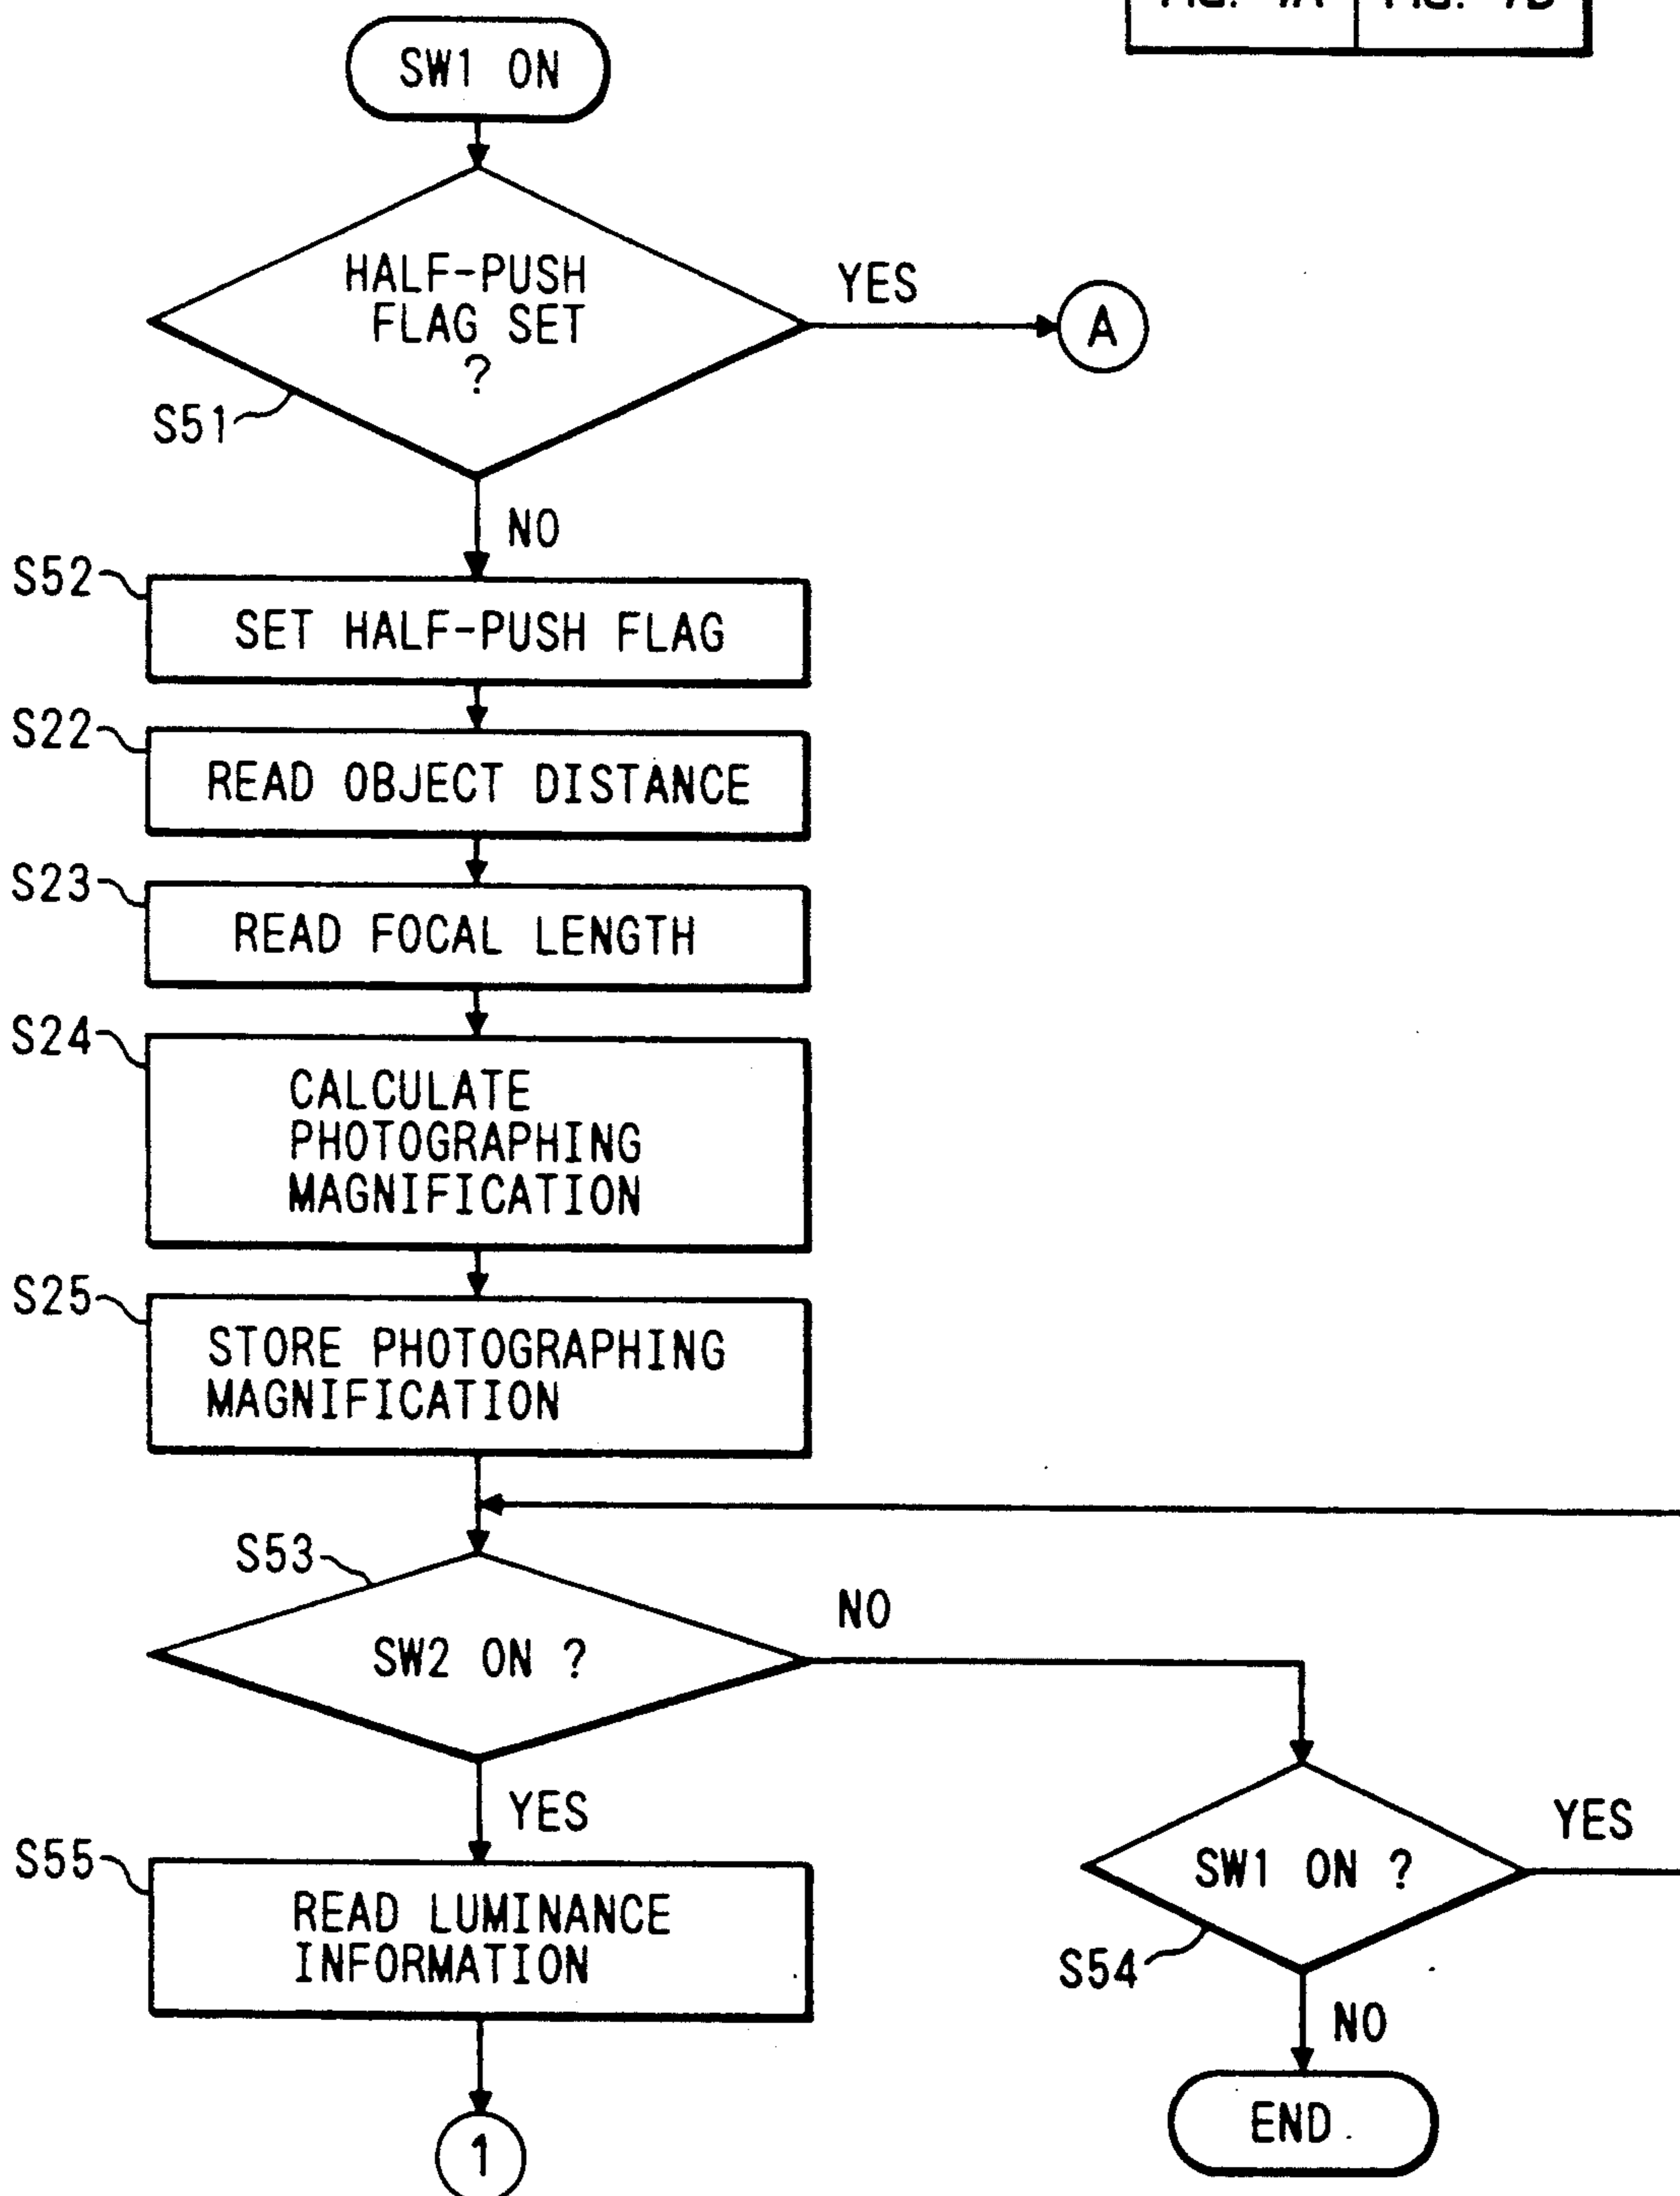 SW1 ON
HALF-PUSH
FLAG SET
?
YES
A
S51
NO
S52
SET HALF-PUSH FLAG
S22
READ OBJECT DISTANCE
S23
READ FOCAL LENGTH
S24
CALCULATE
PHOTOGRAPHING
MAGNIFICATION
S25
STORE PHOTOGRAPHING
MAGNIFICATION
S53
SW2 ON ?
NO
YES
S55
READ LUMINANCE
INFORMATION
1
SW1 ON ?
YES
S54
NO
END